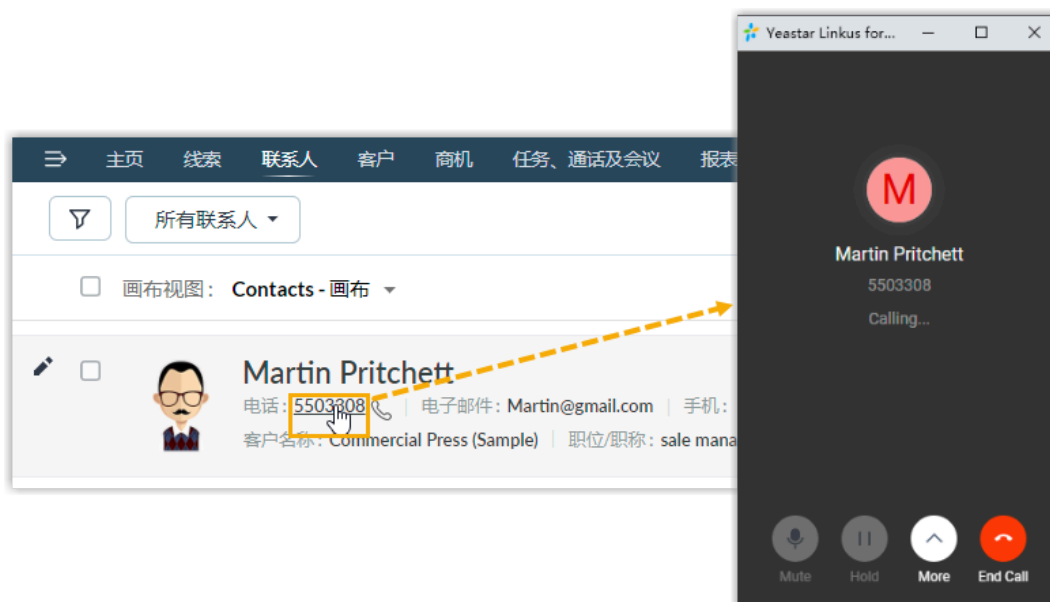 Yeastar Linkus for...
主页 线索 联系人 客户 商机 任务、通话及会议 报表
所有联系人
画布视图： Contacts - 画布
Martin Pritchett
电话: 5503308 电子邮件: Martin@gmail.com 手机:
客户名称: Commercial Press (Sample) 职位/职称: sale mana
M
Martin Pritchett
5503308
Calling...
Mute Hold More End Call